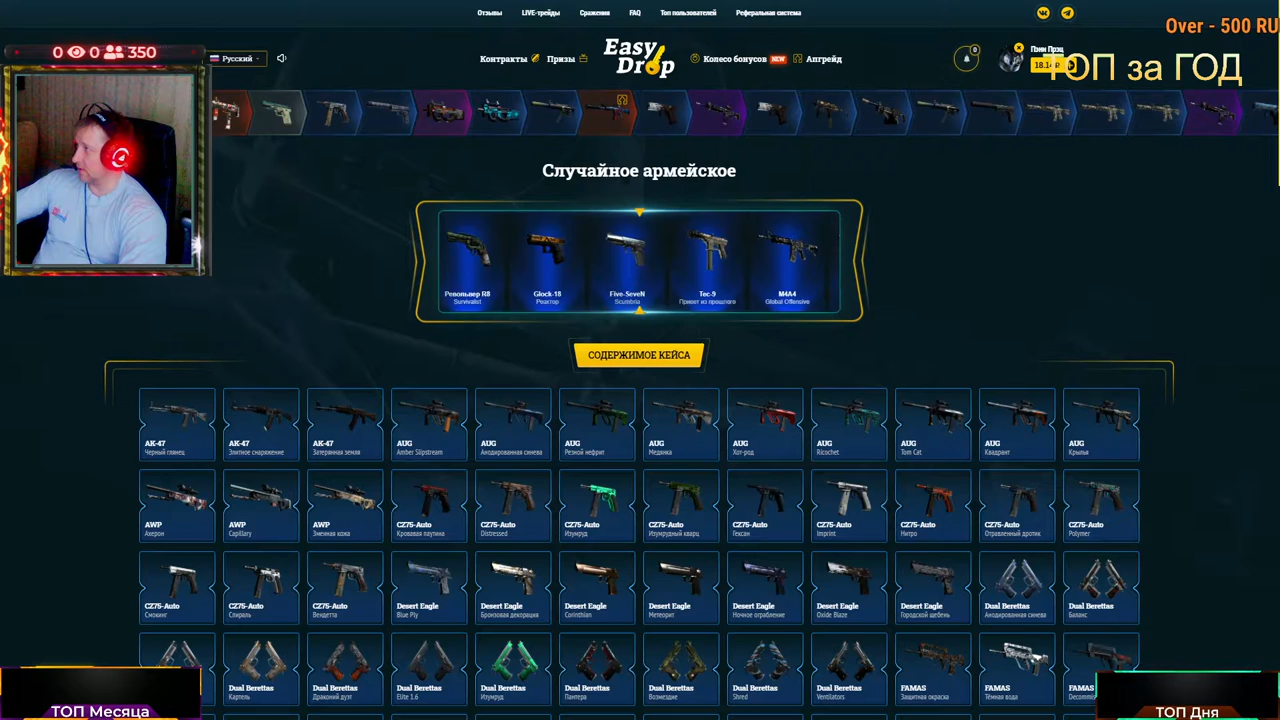 Отзывы LIVE-трейды Сражения FAQ Топ пользователей Реферальная система
Over - 500 RU
0 0 350
Русский
Контракты Призы Easy Drop Колесо бонусов NEW Апгрейд
0
Пэни Прэц
ТОП за ГОД
Случайное армейское
Револьвер R8 Glock-18 Five-SeveN Tec-9 M4A4
Survivalist Реактор Scumbria Привет из прошлого Global Offensive
СОДЕРЖИМОЕ КЕЙСА
AK-47 AK-47 AK-47 AUG AUG AUG AUG AUG AUG AUG AUG AUG
Черный глянец Элитное снаряжение Затерянная земля Amber Slipstream Анодированная синева Резной нефрит Медянка Хот-род Ricochet Tom Cat Квадрант Крылья
AWP AWP AWP CZ75-Auto CZ75-Auto CZ75-Auto CZ75-Auto CZ75-Auto CZ75-Auto CZ75-Auto CZ75-Auto CZ75-Auto
Ахерон Capillary Змеиная кожа Кровавая паутина Distressed Изумруд Изумрудный кварц Гексан Imprint Нитро Отравленный дротик Polymer
CZ75-Auto CZ75-Auto CZ75-Auto Desert Eagle Desert Eagle Desert Eagle Desert Eagle Desert Eagle Desert Eagle Desert Eagle Dual Berettas Dual Berettas
Смокинг Спираль Вендетта Blue Ply Бронзовая декорация Corinthian Метеорит Ночное ограбление Oxide Blaze Городской щебень Анодированная синева Баланс
Dual Berettas Dual Berettas Dual Berettas Dual Berettas Dual Berettas Dual Berettas Dual Berettas Dual Berettas FAMAS FAMAS
Картель Драконий дуэт Elite 1.6 Изумруд Пантера Возмездие Shred Ventilators Защитная окраска Тёмная вода
ТОП Месяца
ТОП Дня